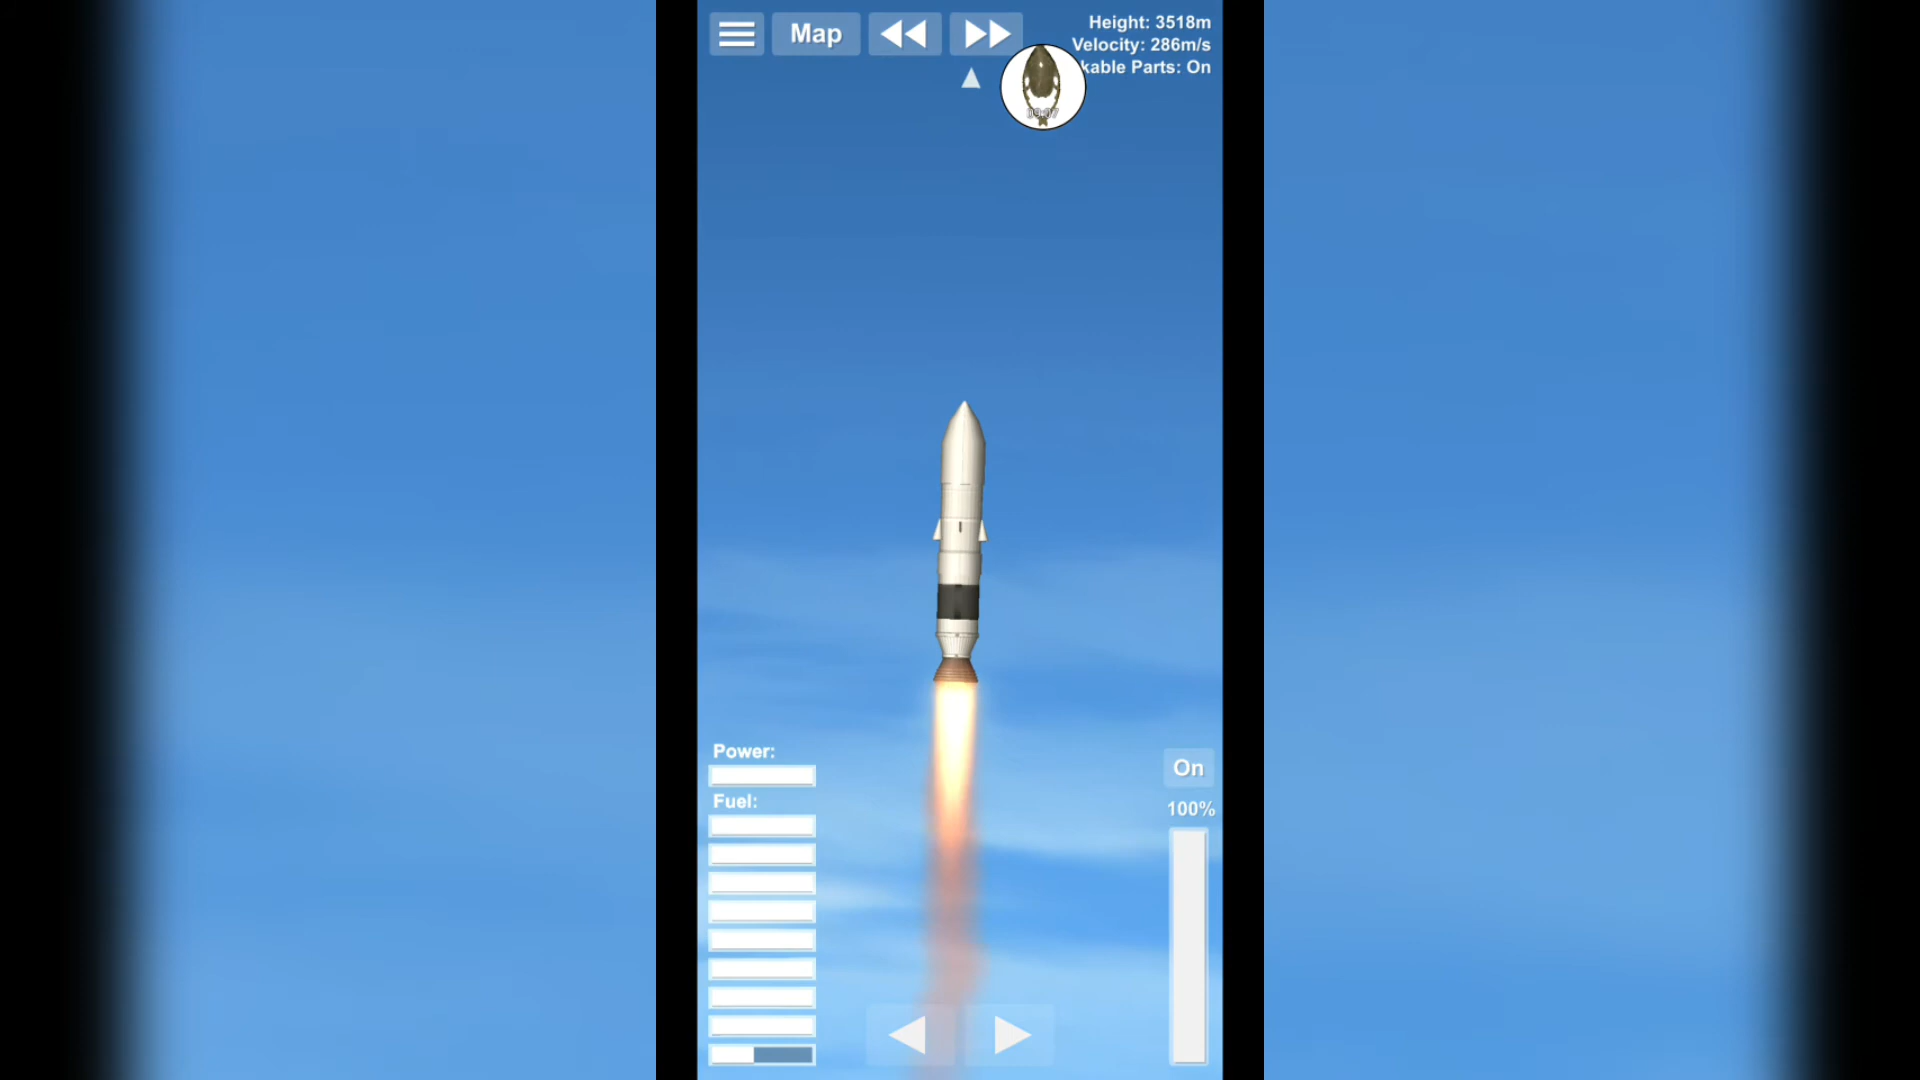 Map
Height: 3518m
Velocity: 286m/s
kable Parts: On
Power:
Fuel:
On
100%